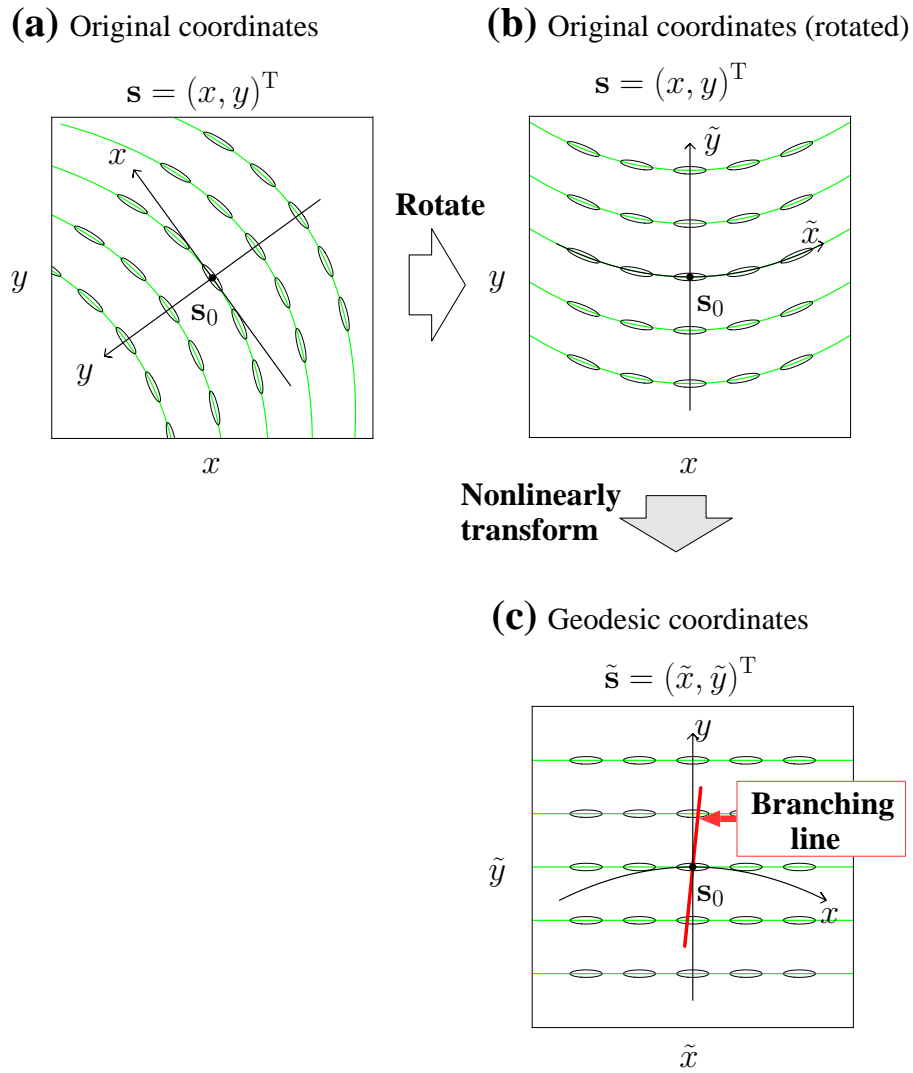 (a) Original coordinates
s = (x, y)ᵀ
x
s₀
y
y
x
Rotate
(b) Original coordinates (rotated)
s = (x, y)ᵀ
ỹ
x̃
s₀
y
x
Nonlinearly
transform
(c) Geodesic coordinates
s̃ = (x̃, ỹ)ᵀ
y
Branching
line
s₀
x
ỹ
x̃